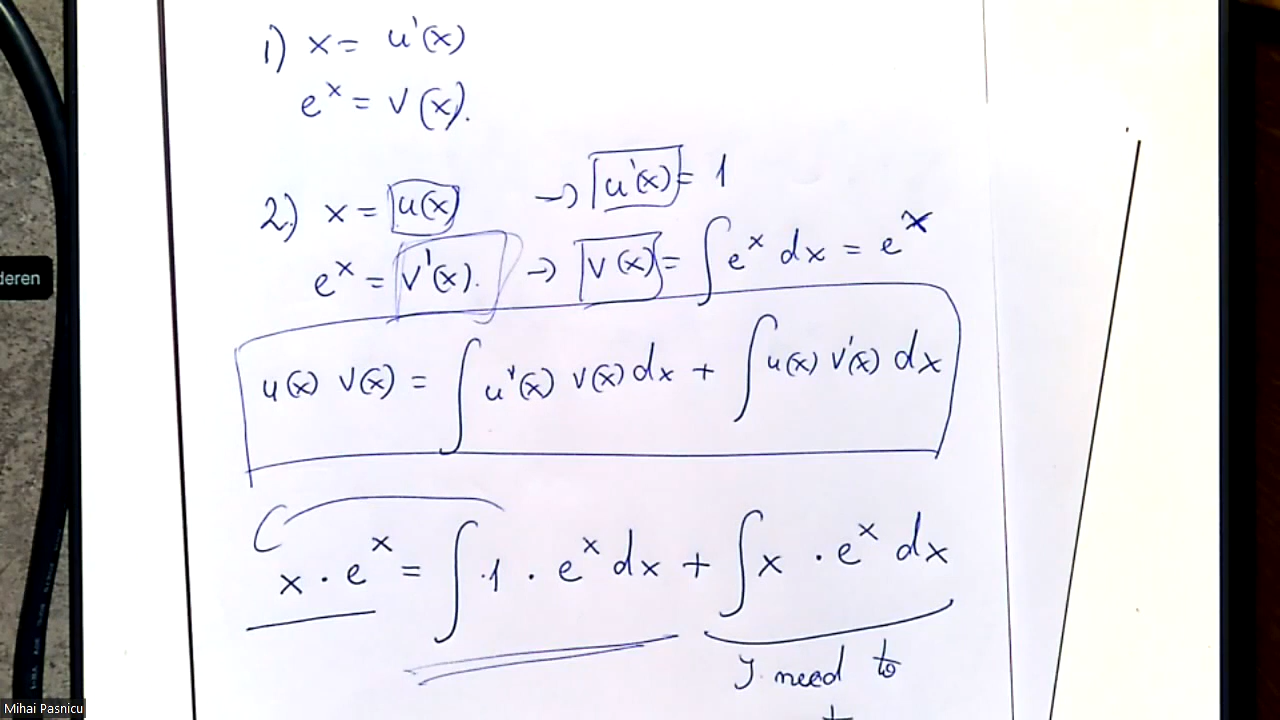 1) x = u'(x)
e^x = v(x).
2.) x = u(x) → u'(x) = 1
e^x = v'(x). → v(x) = ∫ e^x dx = e^x
u(x) v(x) = ∫ u'(x) v(x) dx + ∫ u(x) v'(x) dx
x · e^x = ∫ 1 · e^x dx + ∫ x · e^x dx
I need to
deren
Mihai Pasnicu